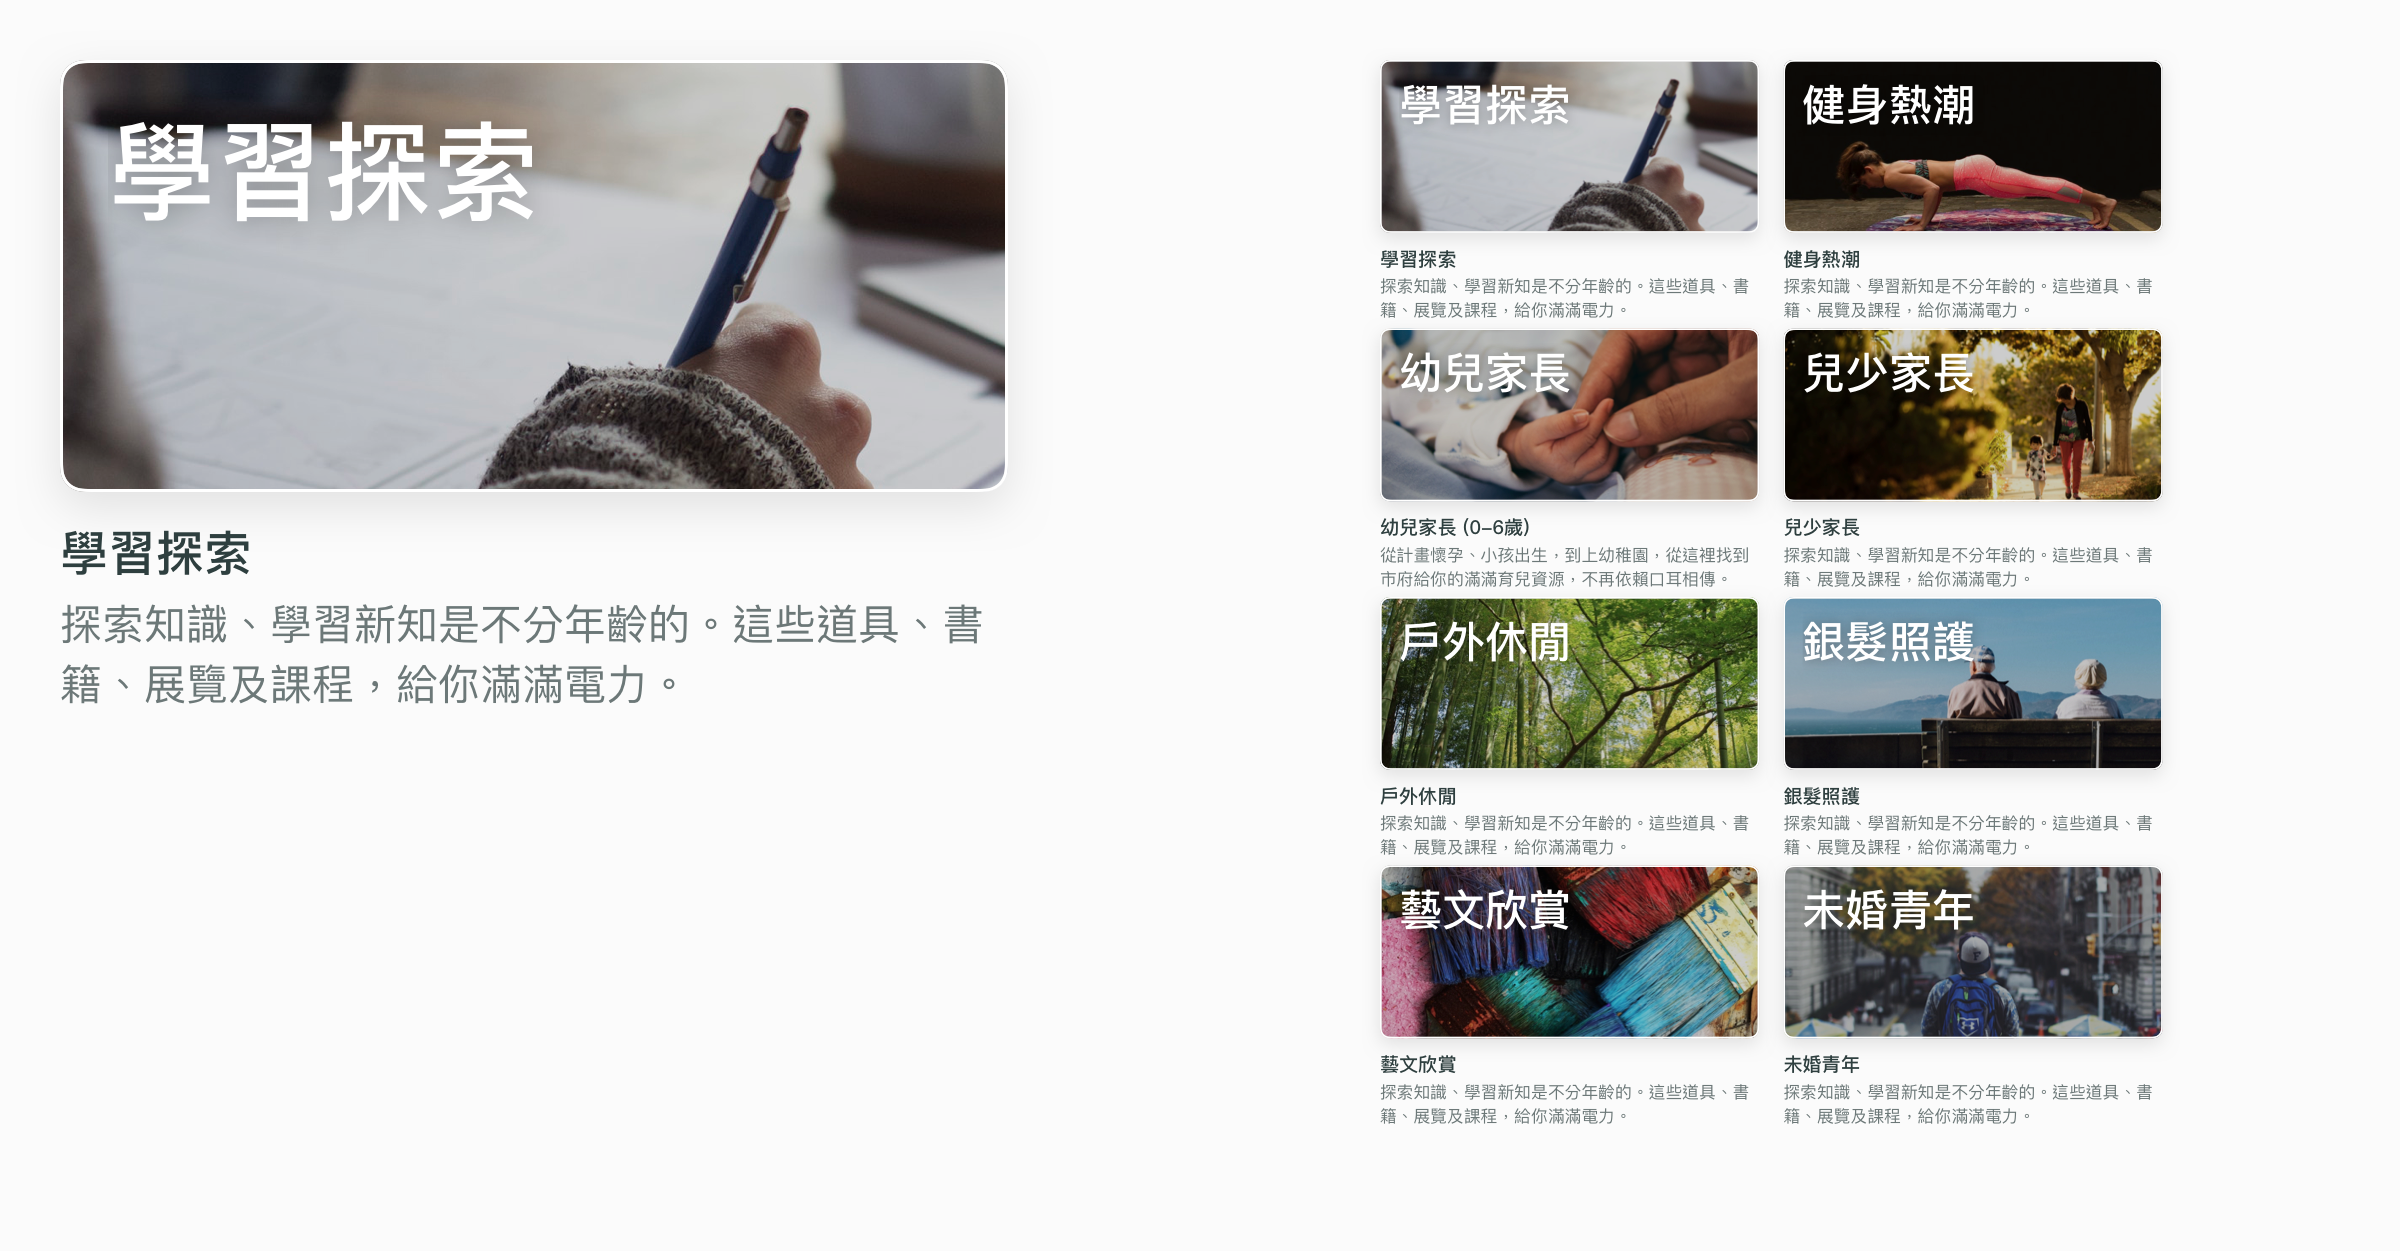 學習探索
學習探索
探索知識、學習新知是不分年齡的。這些道具、書
籍、展覽及課程，給你滿滿電力。
學習探索
學習探索
探索知識、學習新知是不分年齡的。這些道具、書
籍、展覽及課程，給你滿滿電力。
健身熱潮
健身熱潮
探索知識、學習新知是不分年齡的。這些道具、書
籍、展覽及課程，給你滿滿電力。
幼兒家長
幼兒家長 (0–6歲)
從計畫懷孕、小孩出生，到上幼稚園，從這裡找到
市府給你的滿滿育兒資源，不再依賴口耳相傳。
兒少家長
兒少家長
探索知識、學習新知是不分年齡的。這些道具、書
籍、展覽及課程，給你滿滿電力。
戶外休閒
戶外休閒
探索知識、學習新知是不分年齡的。這些道具、書
籍、展覽及課程，給你滿滿電力。
銀髮照護
銀髮照護
探索知識、學習新知是不分年齡的。這些道具、書
籍、展覽及課程，給你滿滿電力。
藝文欣賞
藝文欣賞
探索知識、學習新知是不分年齡的。這些道具、書
籍、展覽及課程，給你滿滿電力。
未婚青年
未婚青年
探索知識、學習新知是不分年齡的。這些道具、書
籍、展覽及課程，給你滿滿電力。